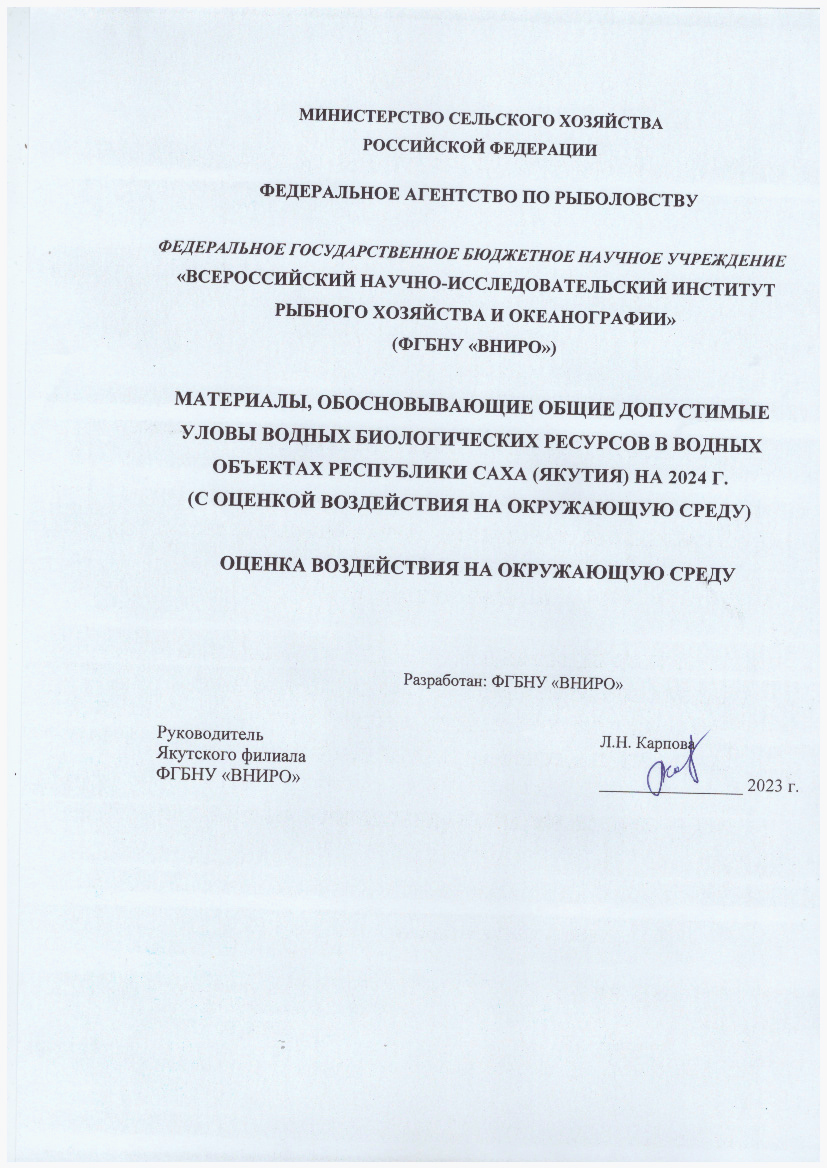 МИНИСТЕРСТВО СЕЛЬСКОГО ХОЗЯЙСТВА
РОССИЙСКОЙ ФЕДЕРАЦИИ
ФЕДЕРАЛЬНОЕ АГЕНТСТВО ПО РЫБОЛОВСТВУ
ФЕДЕРАЛЬНОЕ ГОСУДАРСТВЕННОЕ БЮДЖЕТНОЕ НАУЧНОЕ УЧРЕЖДЕНИЕ
«ВСЕРОССИЙСКИЙ НАУЧНО-ИССЛЕДОВАТЕЛЬСКИЙ ИНСТИТУТ
РЫБНОГО ХОЗЯЙСТВА И ОКЕАНОГРАФИИ»
(ФГБНУ «ВНИРО»)
МАТЕРИАЛЫ, ОБОСНОВЫВАЮЩИЕ ОБЩИЕ ДОПУСТИМЫЕ
УЛОВЫ ВОДНЫХ БИОЛОГИЧЕСКИХ РЕСУРСОВ В ВОДНЫХ
ОБЪЕКТАХ РЕСПУБЛИКИ САХА (ЯКУТИЯ) НА 2024 Г.
(С ОЦЕНКОЙ ВОЗДЕЙСТВИЯ НА ОКРУЖАЮЩУЮ СРЕДУ)
ОЦЕНКА ВОЗДЕЙСТВИЯ НА ОКРУЖАЮЩУЮ СРЕДУ
Разработан: ФГБНУ «ВНИРО»
Руководитель
Якутского филиала
ФГБНУ «ВНИРО»
Л.Н. Карпова
2023 г.